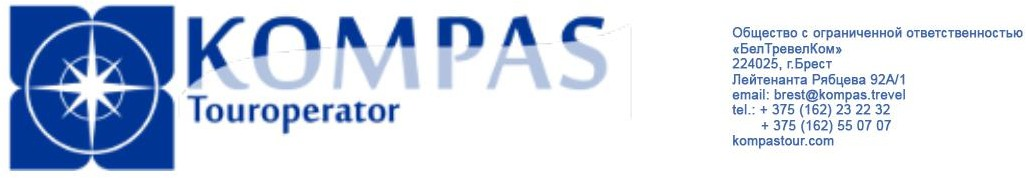 KOMPAS
Touroperator
Общество с ограниченной ответственностью
«БелТревелКом»
224025, г.Брест
Лейтенанта Рябцева 92А/1
email: brest@kompas.trevel
tel.: + 375 (162) 23 22 32
+ 375 (162) 55 07 07
kompastour.com